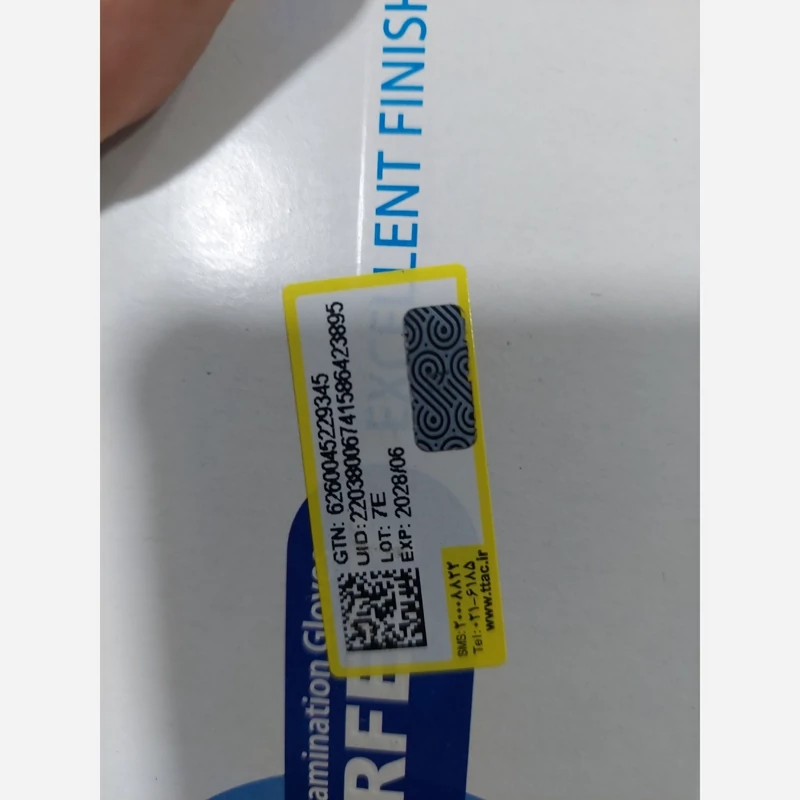 EXCELLENT FINISH
GTN: 6260045229345
UID: 22038006741586423895
LOT: 7E
EXP: 2028/06
SMS: ۲۰۰۰۸۸۲۲
Tel: ۰۲۱-۶۱۸۵
www.ttac.ir
amination Glove
RFE